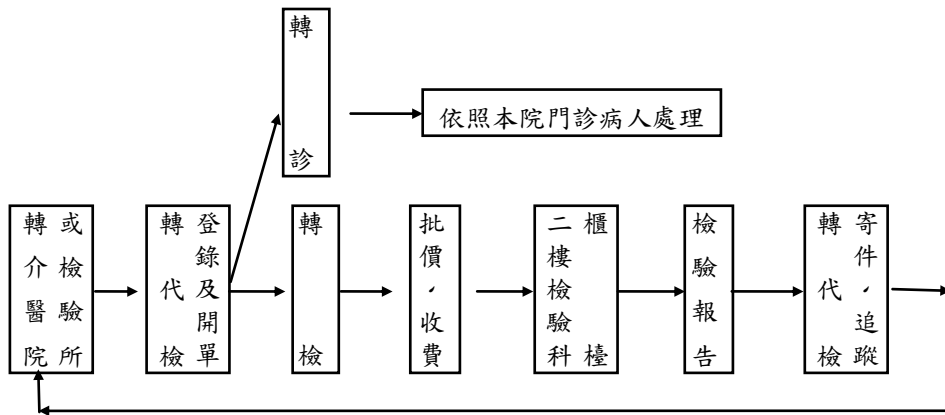 轉診
依照本院門診病人處理
轉介醫院
或檢驗所
轉代檢
登錄及開單
轉檢
批價、收費
二樓檢驗科
櫃檯
檢驗報告
轉代檢
寄件、追蹤